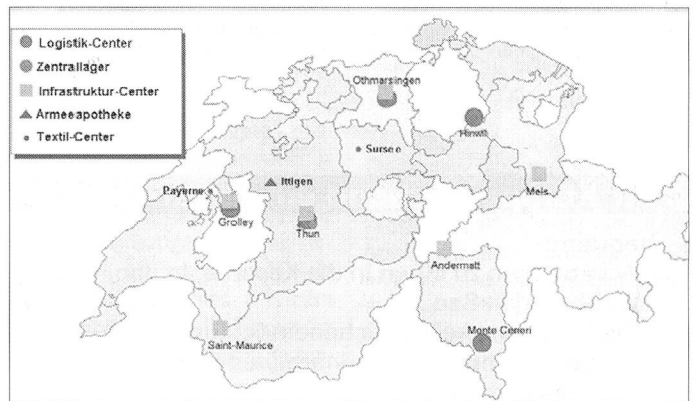 Logistik-Center
Zentrallager
Infrastruktur-Center
Armeeapotheke
Textil-Center
Othmarsingen
Hinwil
Sursee
Ittigen
Payerne
Mels
Grolley
Thun
Andermatt
Saint-Maurice
Monte Ceneri